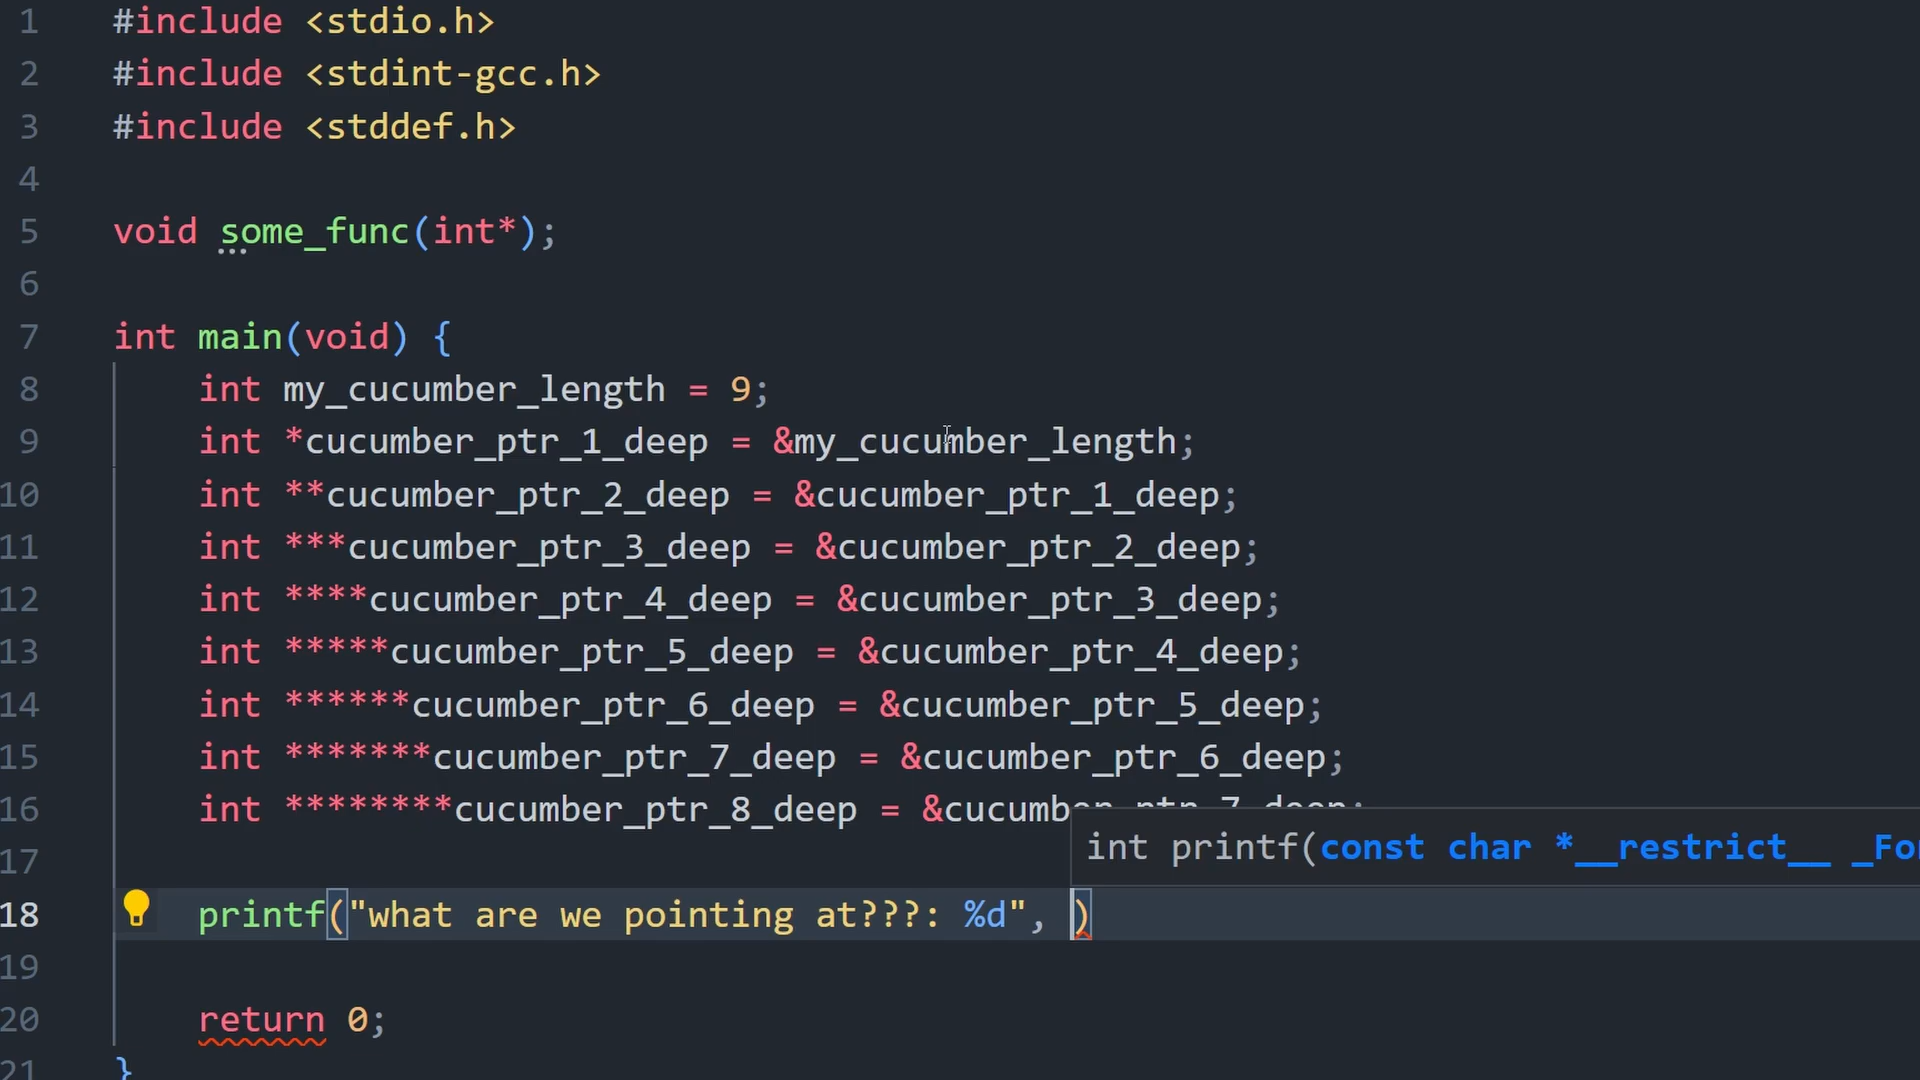 1 #include <stdio.h>
2 #include <stdint-gcc.h>
3 #include <stddef.h>
4
5 void some_func(int*);
6
7 int main(void) {
8 int my_cucumber_length = 9;
9 int *cucumber_ptr_1_deep = &my_cucumber_length;
10 int **cucumber_ptr_2_deep = &cucumber_ptr_1_deep;
11 int ***cucumber_ptr_3_deep = &cucumber_ptr_2_deep;
12 int ****cucumber_ptr_4_deep = &cucumber_ptr_3_deep;
13 int *****cucumber_ptr_5_deep = &cucumber_ptr_4_deep;
14 int ******cucumber_ptr_6_deep = &cucumber_ptr_5_deep;
15 int *******cucumber_ptr_7_deep = &cucumber_ptr_6_deep;
16 int ********cucumber_ptr_8_deep = &cucumber_ptr_7_deep;
int printf(const char *__restrict__ _For
17
18 printf("what are we pointing at???: %d", )
19
20 return 0;
21 }